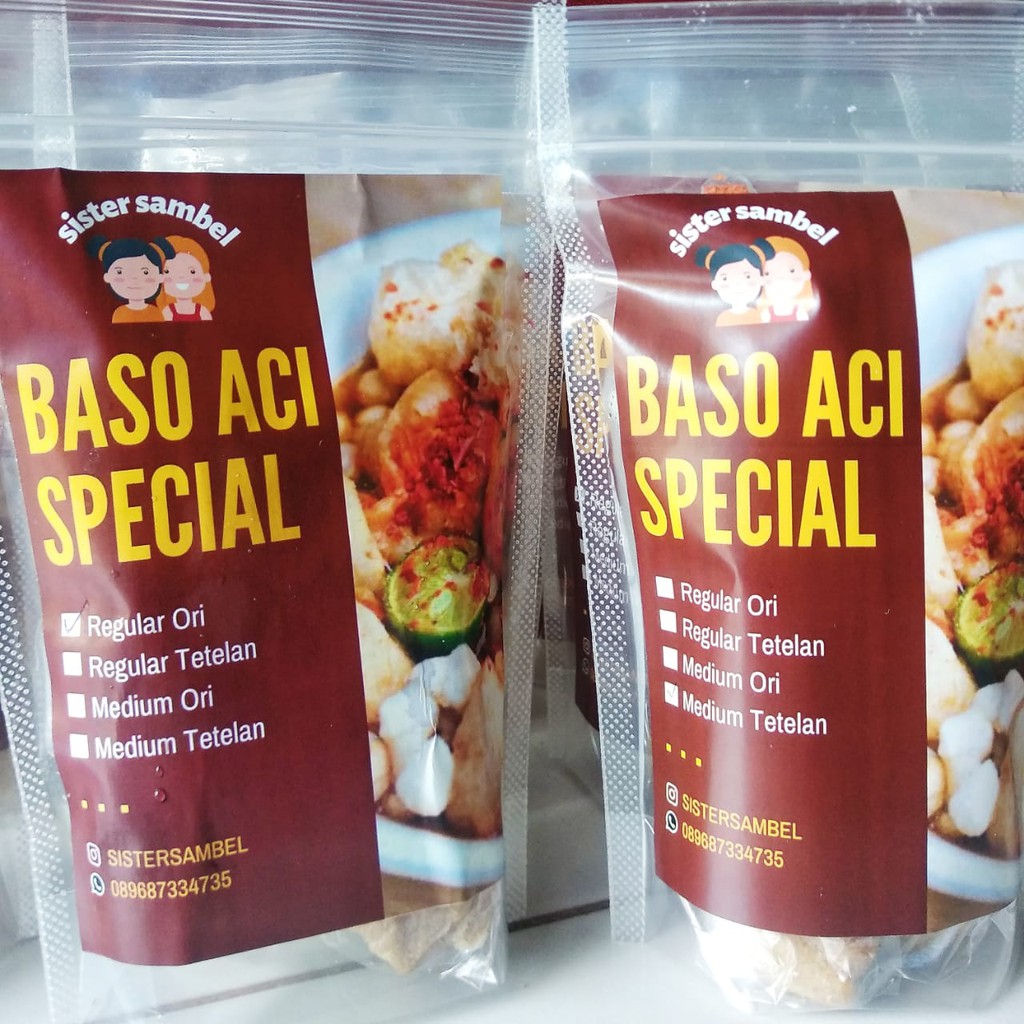 sister sambel
BASO ACI
SPECIAL
Regular Ori
Regular Tetelan
Medium Ori
Medium Tetelan
SISTERSAMBEL
089687334735
sister sambel
BASO ACI
SPECIAL
Regular Ori
Regular Tetelan
Medium Ori
Medium Tetelan
SISTERSAMBEL
089687334735